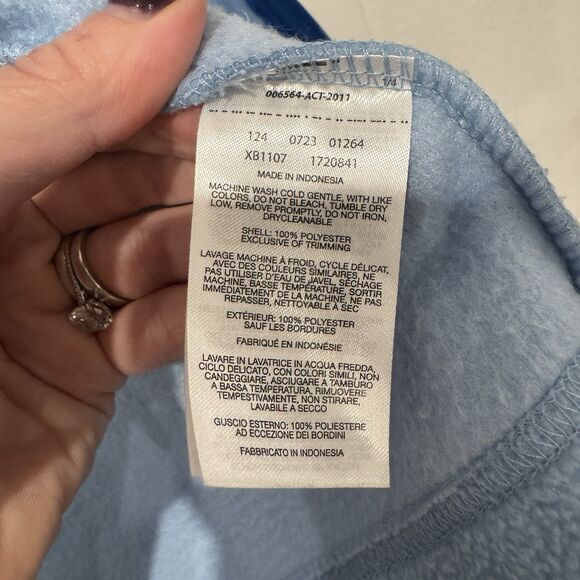 1/4
006564-ACT-2011
124 0723 01264
XB1107 1720841
MADE IN INDONESIA
MACHINE WASH COLD GENTLE, WITH LIKE
COLORS, DO NOT BLEACH, TUMBLE DRY
LOW, REMOVE PROMPTLY, DO NOT IRON,
DRYCLEANABLE
SHELL: 100% POLYESTER
EXCLUSIVE OF TRIMMING
LAVAGE MACHINE À FROID, CYCLE DÉLICAT,
AVEC DES COULEURS SIMILAIRES, NE
PAS UTILISER D'EAU DE JAVEL, SÉCHAGE
MACHINE, BASSE TEMPÉRATURE, SORTIR
IMMÉDIATEMENT DE LA MACHINE, NE PAS
REPASSER, NETTOYABLE À SEC
EXTÉRIEUR: 100% POLYESTER
SAUF LES BORDURES
FABRIQUÉ EN INDONÉSIE
LAVARE IN LAVATRICE IN ACQUA FREDDA,
CICLO DELICATO, CON COLORI SIMILI, NON
CANDEGGIARE, ASCIUGARE A TAMBURO
A BASSA TEMPERATURA, RIMUOVERE
TEMPESTIVAMENTE, NON STIRARE,
LAVABILE A SECCO
GUSCIO ESTERNO: 100% POLIESTERE
AD ECCEZIONE DEI BORDINI
FABBRICATO IN INDONESIA